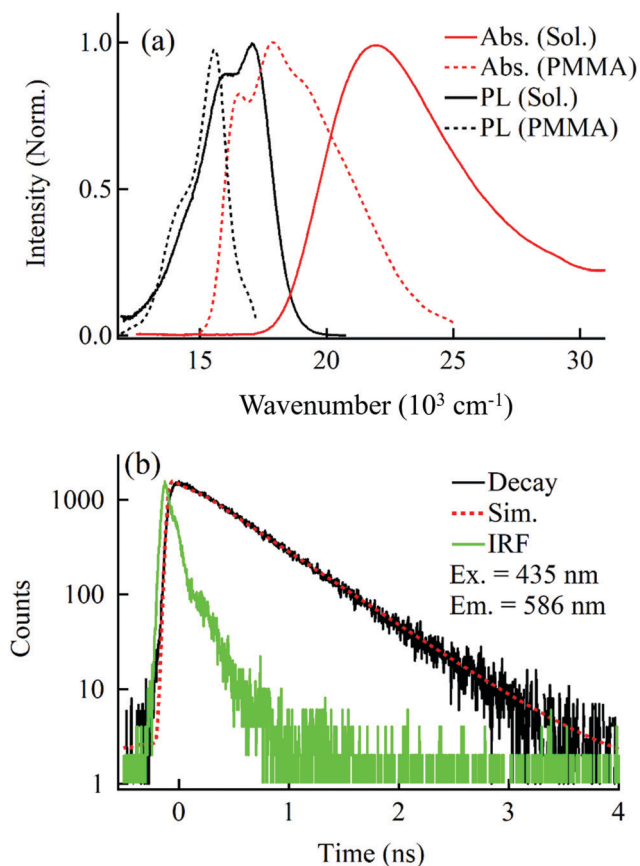 (a)
Abs. (Sol.)
Abs. (PMMA)
PL (Sol.)
PL (PMMA)
Intensity (Norm.)
1.0
0.5
0.0
15 20 25 30
Wavenumber (10³ cm⁻¹)
(b)
Decay
Sim.
IRF
Ex. = 435 nm
Em. = 586 nm
Counts
1000
100
10
1
0 1 2 3 4
Time (ns)